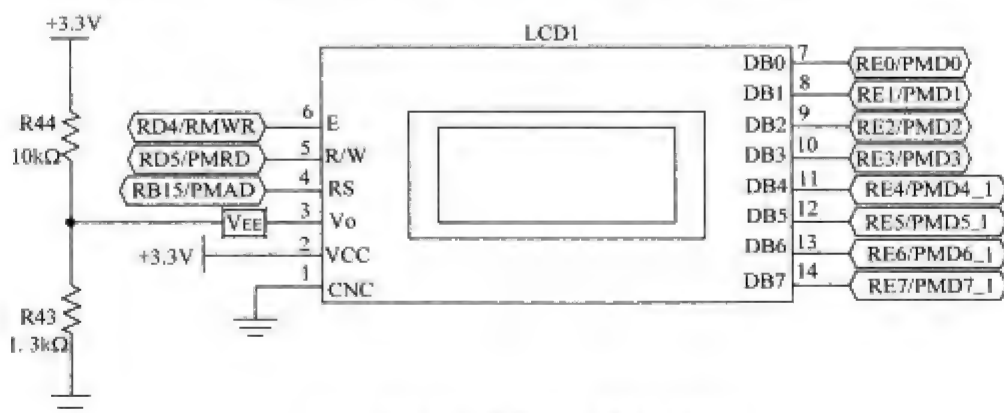 +3.3V
LCD1
R44
10kΩ
RD4/RMWR
6
E
RD5/PMRD
5
R/W
RB15/PMAD
4
RS
VEE
3
Vo
+3.3V
2
VCC
1
CNC
R43
1.3kΩ
DB0
7
RE0/PMD0
DB1
8
RE1/PMD1
DB2
9
RE2/PMD2
DB3
10
RE3/PMD3
DB4
11
RE4/PMD4_1
DB5
12
RE5/PMD5_1
DB6
13
RE6/PMD6_1
DB7
14
RE7/PMD7_1